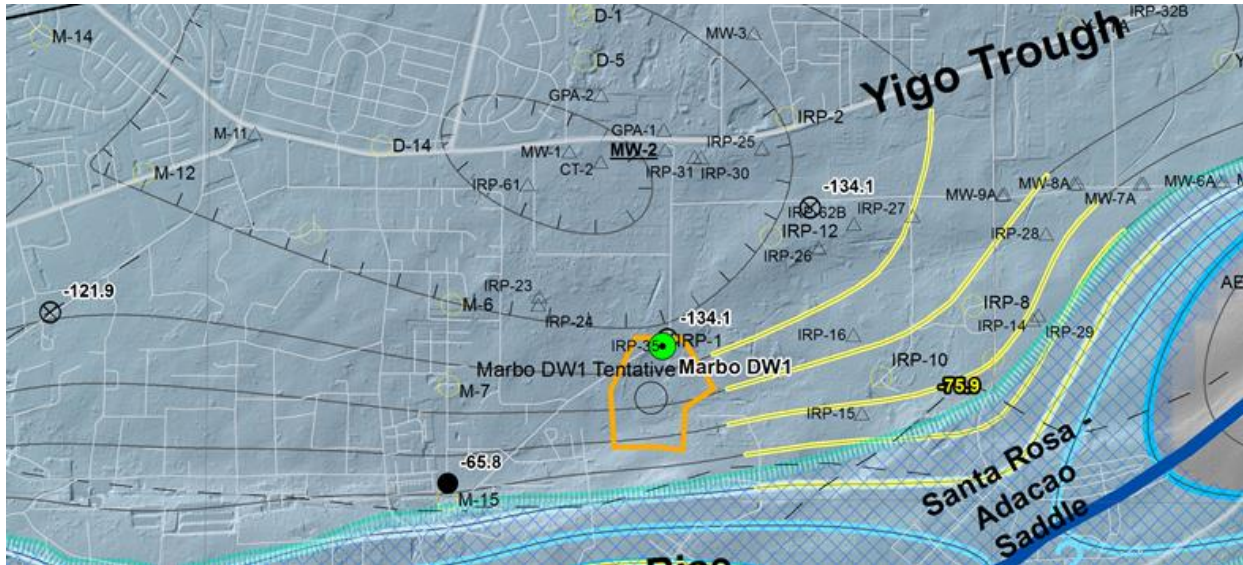 D-1
MW-3
IRP-32B
M-14
D-5
Yigo Trough
GPA-2
IRP-2
M-11
GPA-1
D-14
MW-1
MW-2
IRP-25
CT-2
IRP-31
IRP-30
M-12
IRP-61
-134.1
MW-9A
MW-8A
MW-6A
MW-7A
IRP-62B
IRP-27
IRP-12
IRP-28
IRP-26
-121.9
IRP-23
M-6
IRP-24
-134.1
IRP-8
IRP-14
IRP-29
IRP-35
IRP-1
IRP-16
Marbo DW1 Tentative
Marbo DW1
IRP-10
M-7
-75.9
IRP-15
-65.8
M-15
Santa Rosa -
Adacao
Saddle